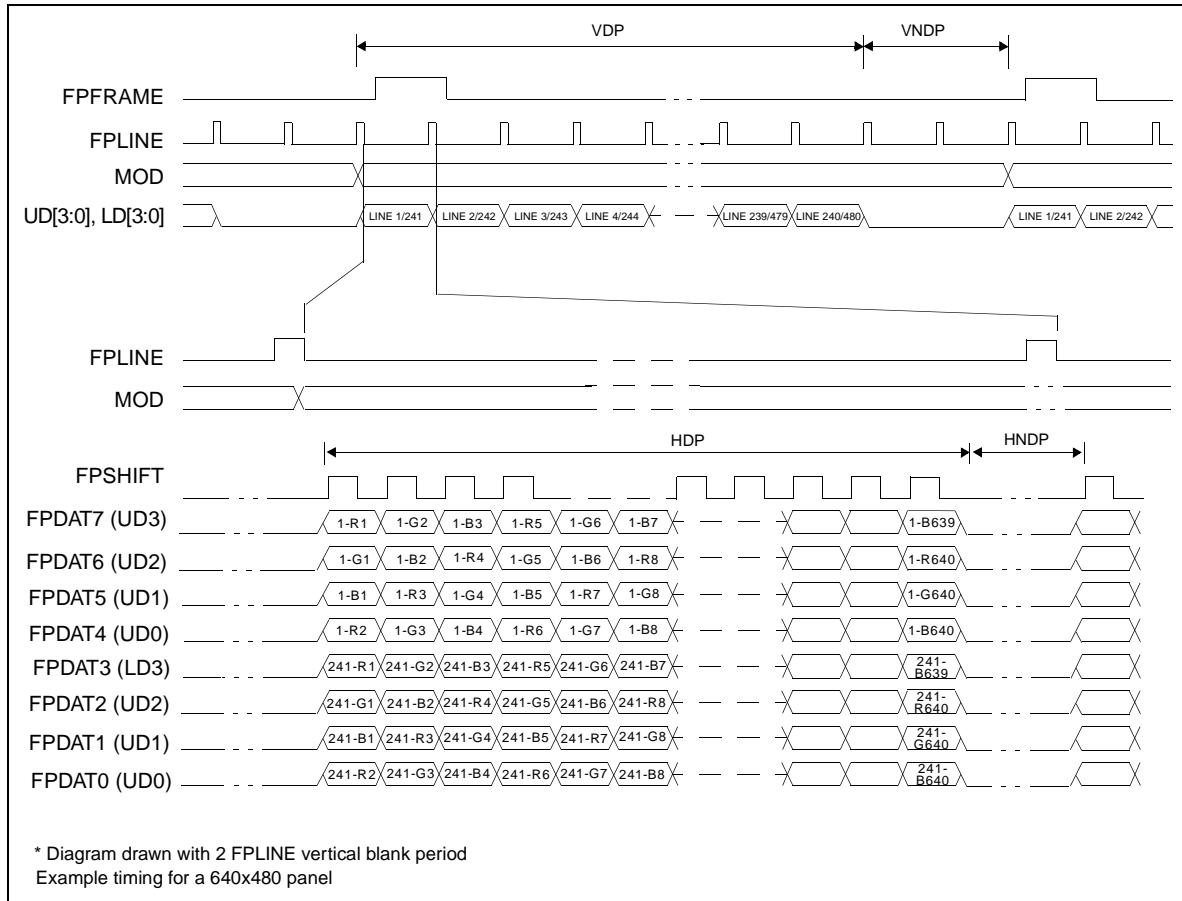 VDP VNDP
FPFRAME
FPLINE
MOD
UD[3:0], LD[3:0] LINE 1/241 LINE 2/242 LINE 3/243 LINE 4/244 LINE 239/479 LINE 240/480 LINE 1/241 LINE 2/242
FPLINE
MOD
HDP HNDP
FPSHIFT
FPDAT7 (UD3) 1-R1 1-G2 1-B3 1-R5 1-G6 1-B7 1-B639
FPDAT6 (UD2) 1-G1 1-B2 1-R4 1-G5 1-B6 1-R8 1-R640
FPDAT5 (UD1) 1-B1 1-R3 1-G4 1-B5 1-R7 1-G8 1-G640
FPDAT4 (UD0) 1-R2 1-G3 1-B4 1-R6 1-G7 1-B8 1-B640
FPDAT3 (LD3) 241-R1 241-G2 241-B3 241-R5 241-G6 241-B7 241-B639
FPDAT2 (UD2) 241-G1 241-B2 241-R4 241-G5 241-B6 241-R8 241-R640
FPDAT1 (UD1) 241-B1 241-R3 241-G4 241-B5 241-R7 241-G8 241-G640
FPDAT0 (UD0) 241-R2 241-G3 241-B4 241-R6 241-G7 241-B8 241-B640
* Diagram drawn with 2 FPLINE vertical blank period
Example timing for a 640x480 panel